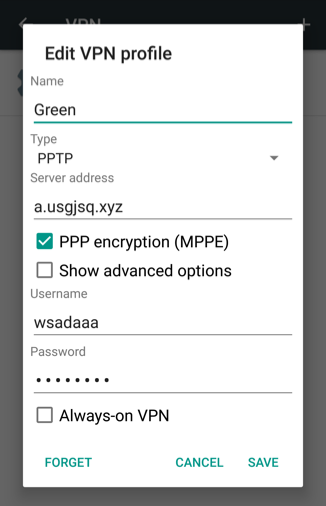 VPN
Edit VPN profile
Name
Green
Type
PPTP
Server address
a.usgjsq.xyz
PPP encryption (MPPE)
Show advanced options
Username
wsadaaa
Password
••••••••
Always-on VPN
FORGET CANCEL SAVE